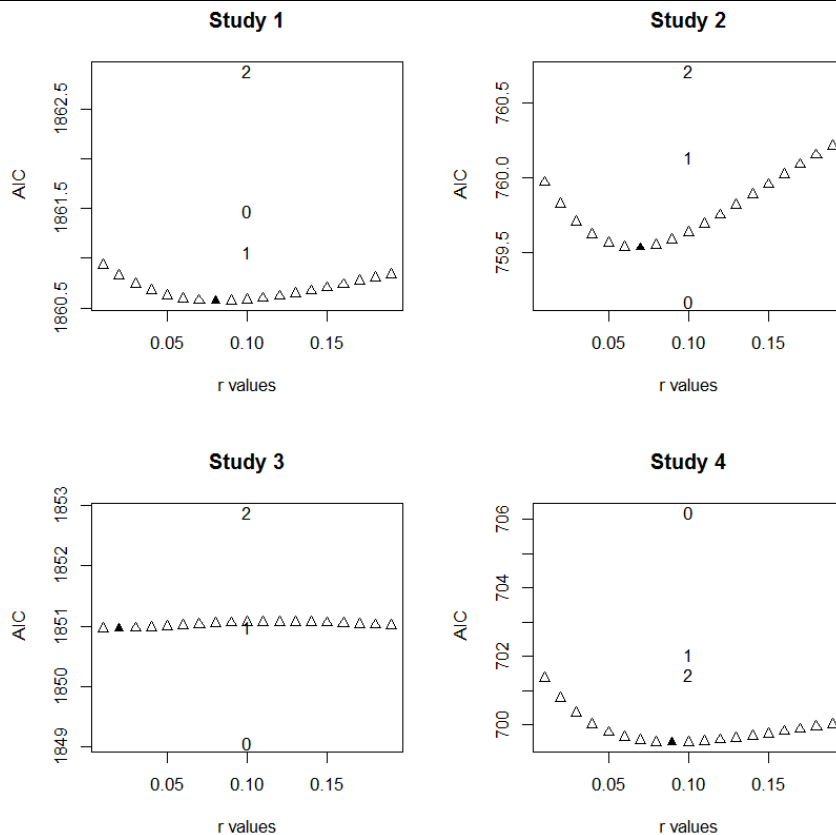 Study 1
AIC
1862.5
1861.5
1860.5
2
0
1
0.05 0.10 0.15
r values
Study 2
AIC
760.5
760.0
759.5
2
1
0
0.05 0.10 0.15
r values
Study 3
AIC
1853
1852
1851
1850
1849
2
1
0
0.05 0.10 0.15
r values
Study 4
AIC
706
704
702
700
0
1
2
0.05 0.10 0.15
r values